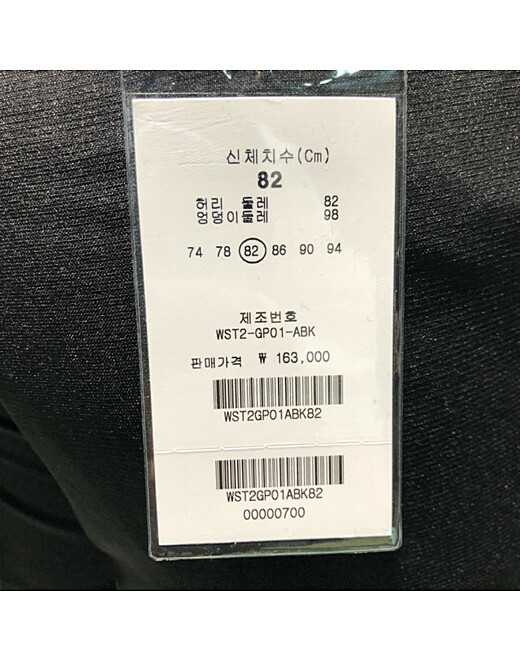 신체치수(Cm)
82
허리 둘레 82
엉덩이둘레 98
74 78 82 86 90 94
제조번호
WST2-GP01-ABK
판매가격 ₩ 163,000
WST2GP01ABK82
WST2GP01ABK82
00000700